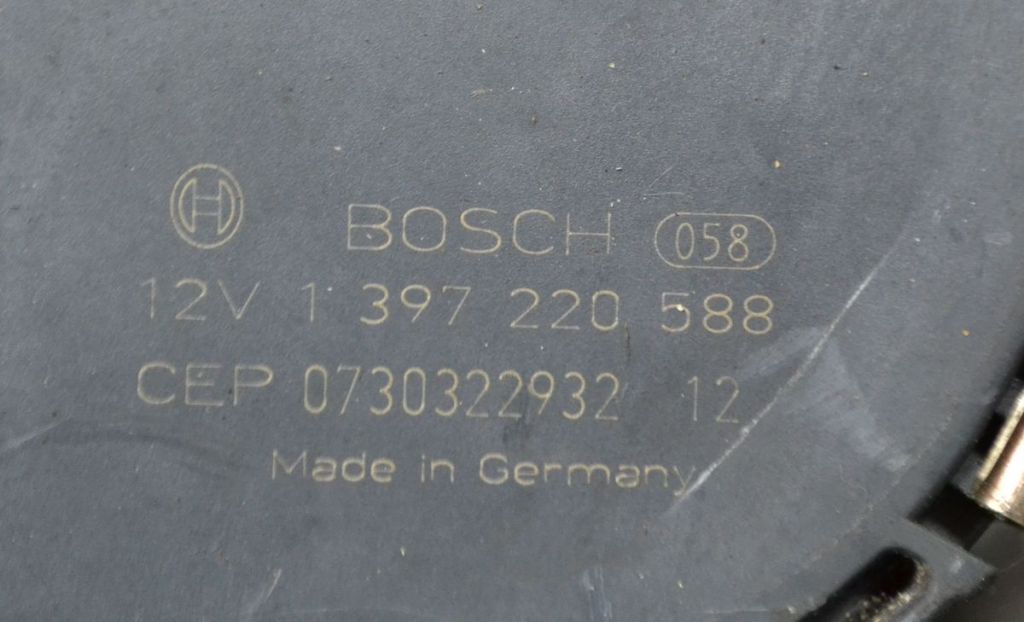 BOSCH 058
12V 1 397 220 588
CEP 0730322932 12
Made in Germany